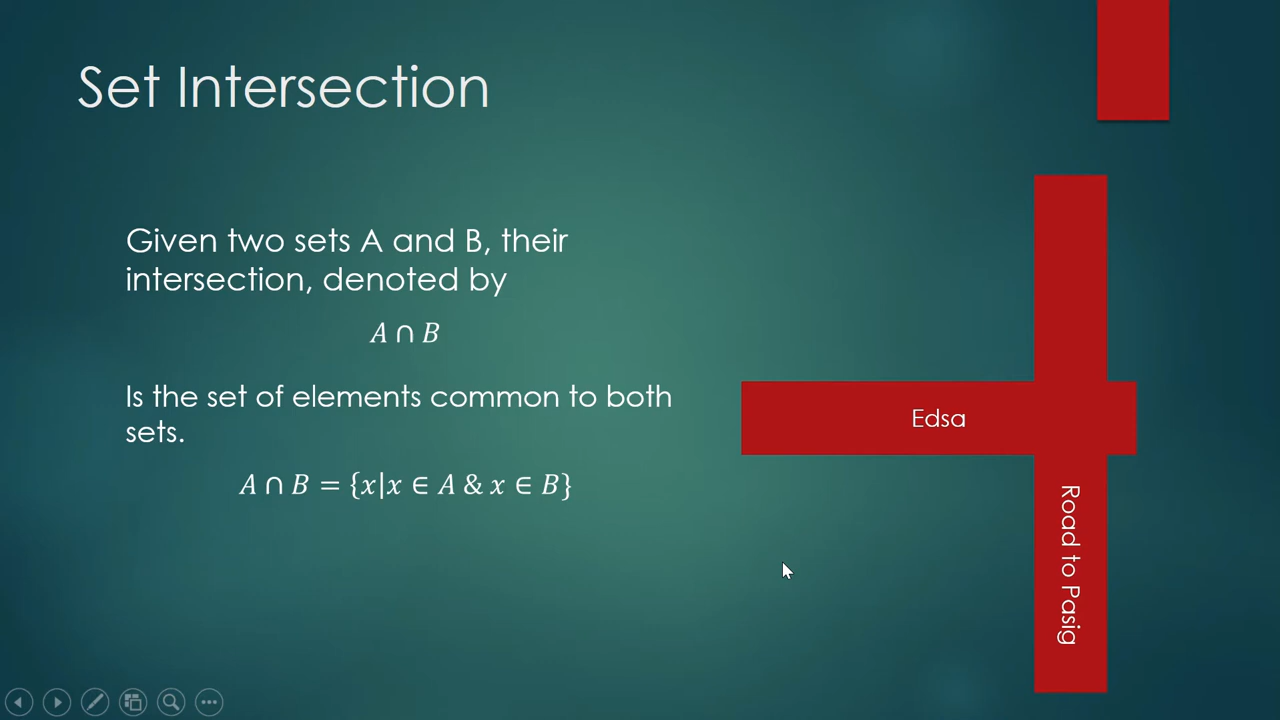 Set Intersection
Given two sets A and B, their
intersection, denoted by
A ∩ B
Is the set of elements common to both
sets.
A ∩ B = {x|x ∈ A & x ∈ B}
Edsa
Road to Pasig